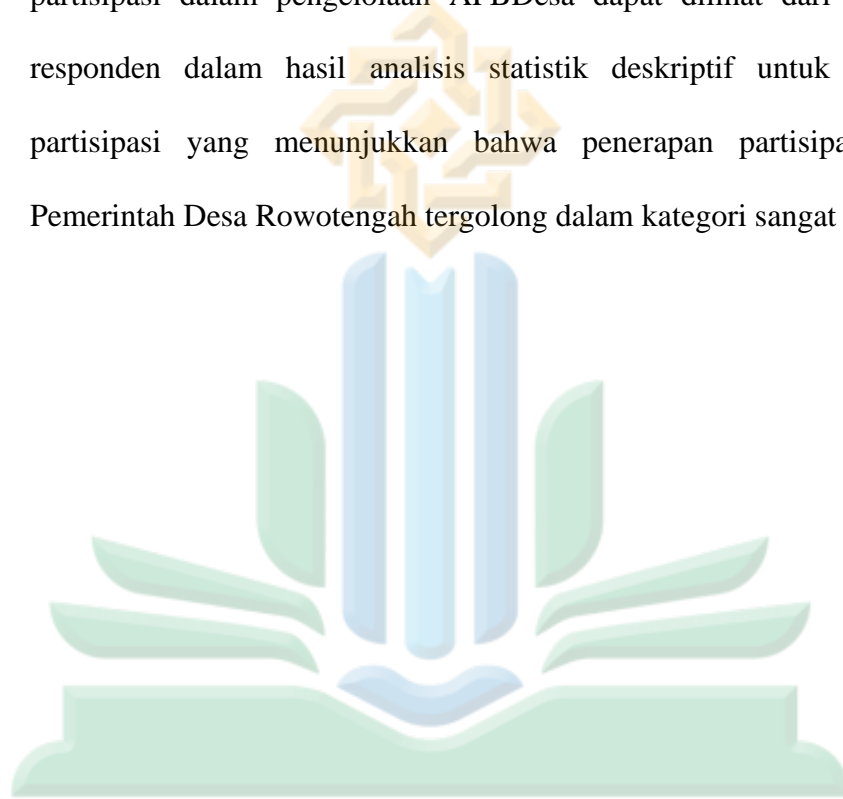 partisipasi dalam pengelolaan APBDesa dapat dilihat dari
responden dalam hasil analisis statistik deskriptif untuk
partisipasi yang menunjukkan bahwa penerapan
Pemerintah Desa Rowotengah tergolong dalam kategori sangat